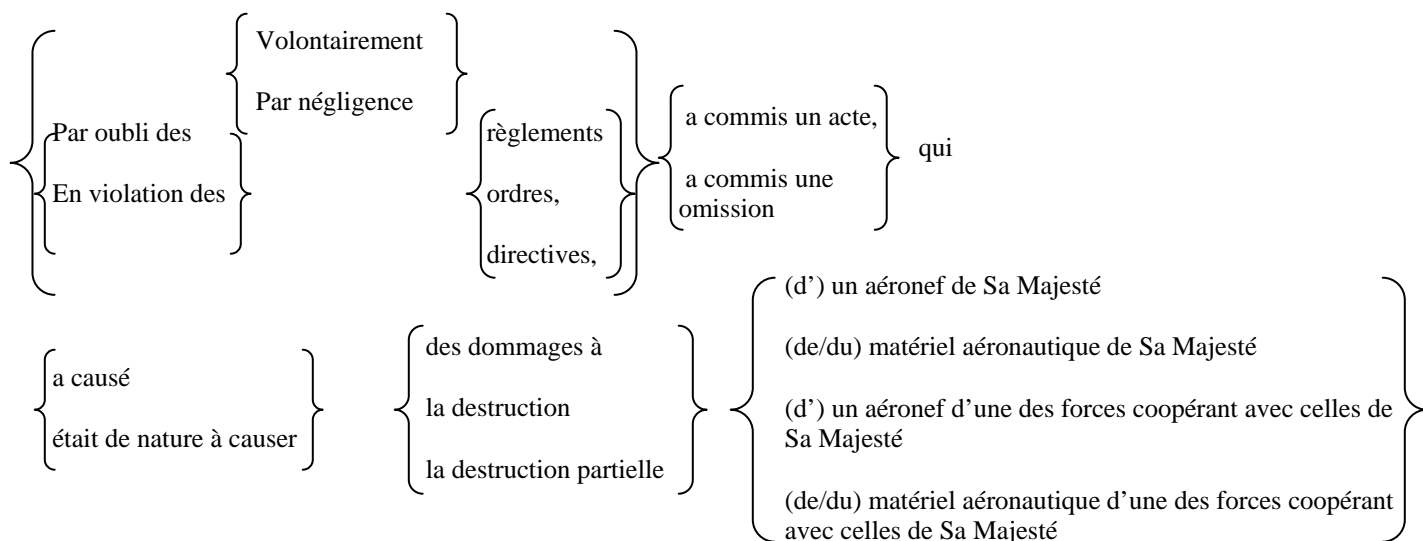 Volontairement
Par négligence
Par oubli des
En violation des
règlements
ordres,
directives,
a commis un acte,
a commis une
omission
qui
a causé
était de nature à causer
des dommages à
la destruction
la destruction partielle
(d’) un aéronef de Sa Majesté
(de/du) matériel aéronautique de Sa Majesté
(d’) un aéronef d’une des forces coopérant avec celles de
Sa Majesté
(de/du) matériel aéronautique d’une des forces coopérant
avec celles de Sa Majesté